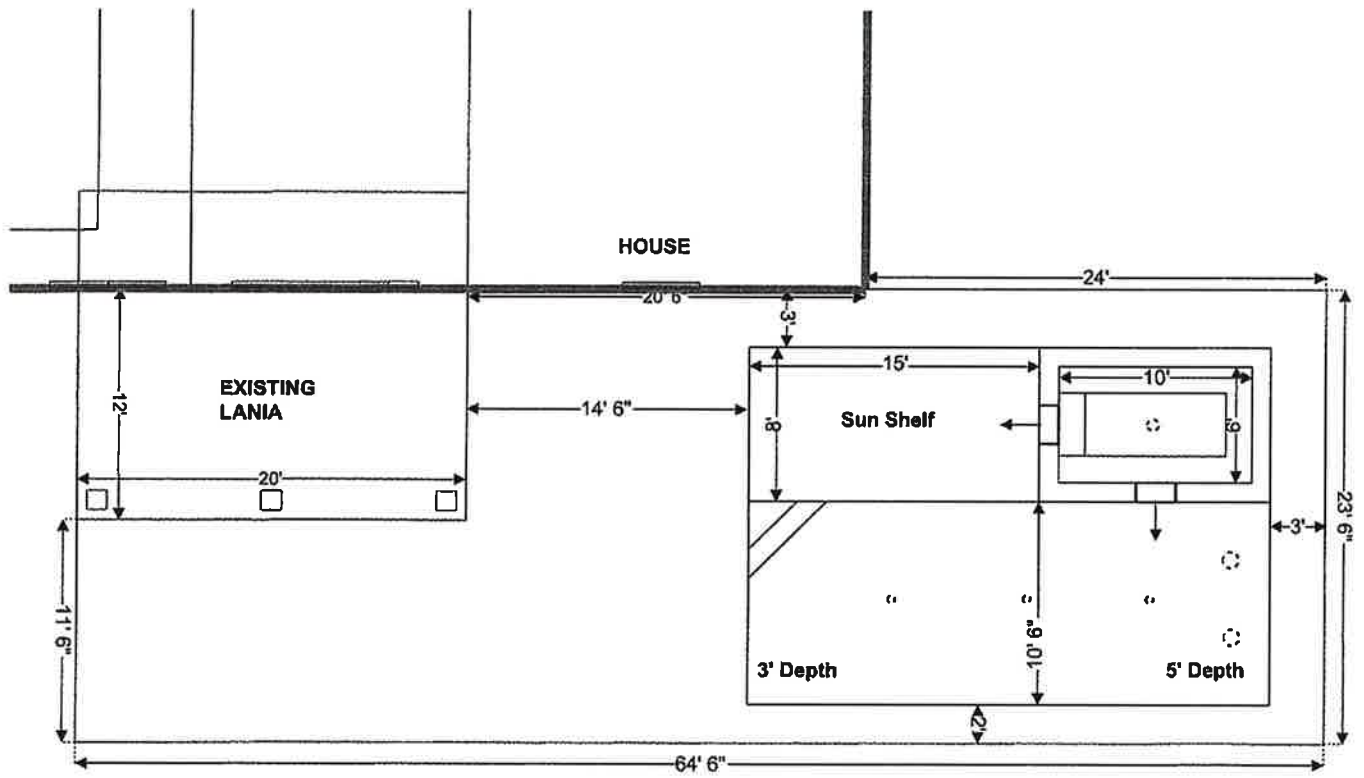 HOUSE
24'
20' 6"
3'
15'
10'
EXISTING
LANIA
12'
14' 6"
8'
Sun Shelf
6'
20'
23' 6"
3'
11' 6"
10' 6"
3' Depth
5' Depth
2'
64' 6"